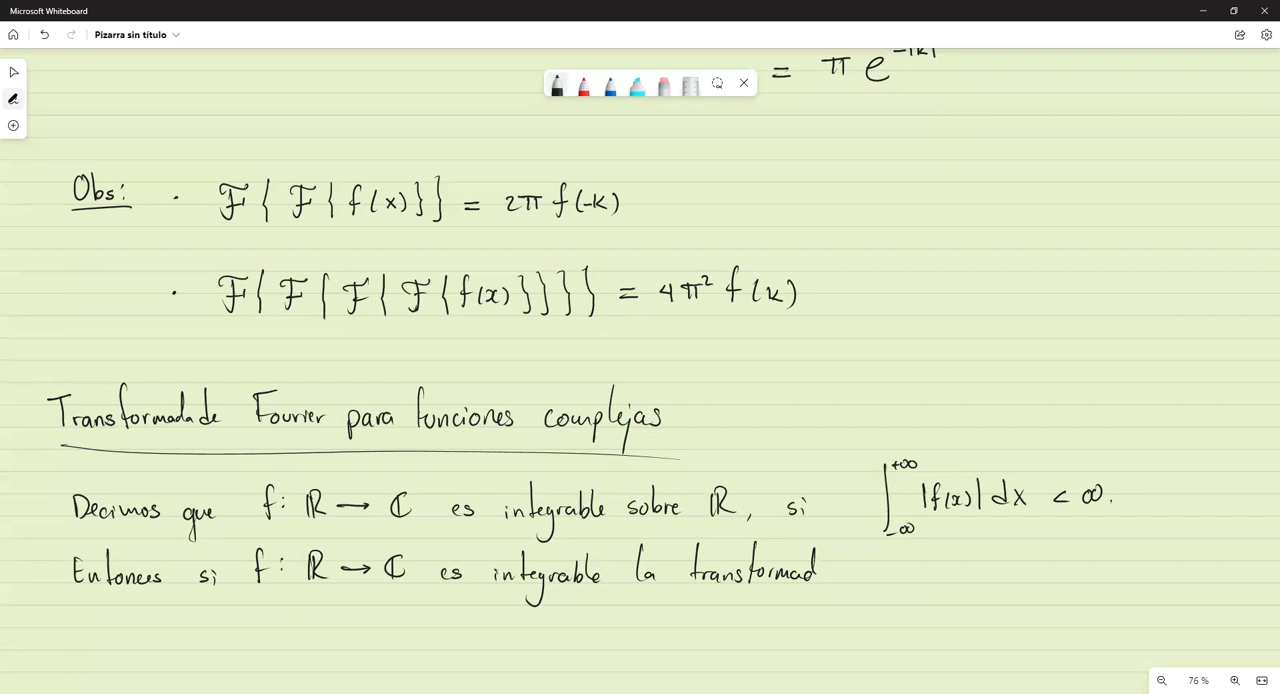 Microsoft Whiteboard
Pizarra sin título
= π e^{-|k|}
Obs: · F{F{f(x)}} = 2π f(-k)
· F{F{F{F{f(x)}}}} = 4π² f(k)
Transformada de Fourier para funciones complejas
Decimos que f: ℝ → ℂ es integrable sobre ℝ, si ∫_{-∞}^{+∞} |f(x)| dx < ∞.
Entonces si f: ℝ → ℂ es integrable la transformad
76 %